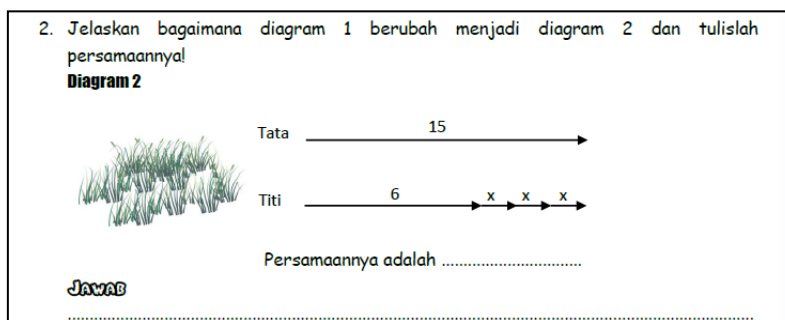 2. Jelaskan bagaimana diagram 1 berubah menjadi diagram 2 dan tulislah
persamaannya!
Diagram 2
Tata 15
Titi 6 x x x
Persamaannya adalah ................................
JAWAB
................................................................................